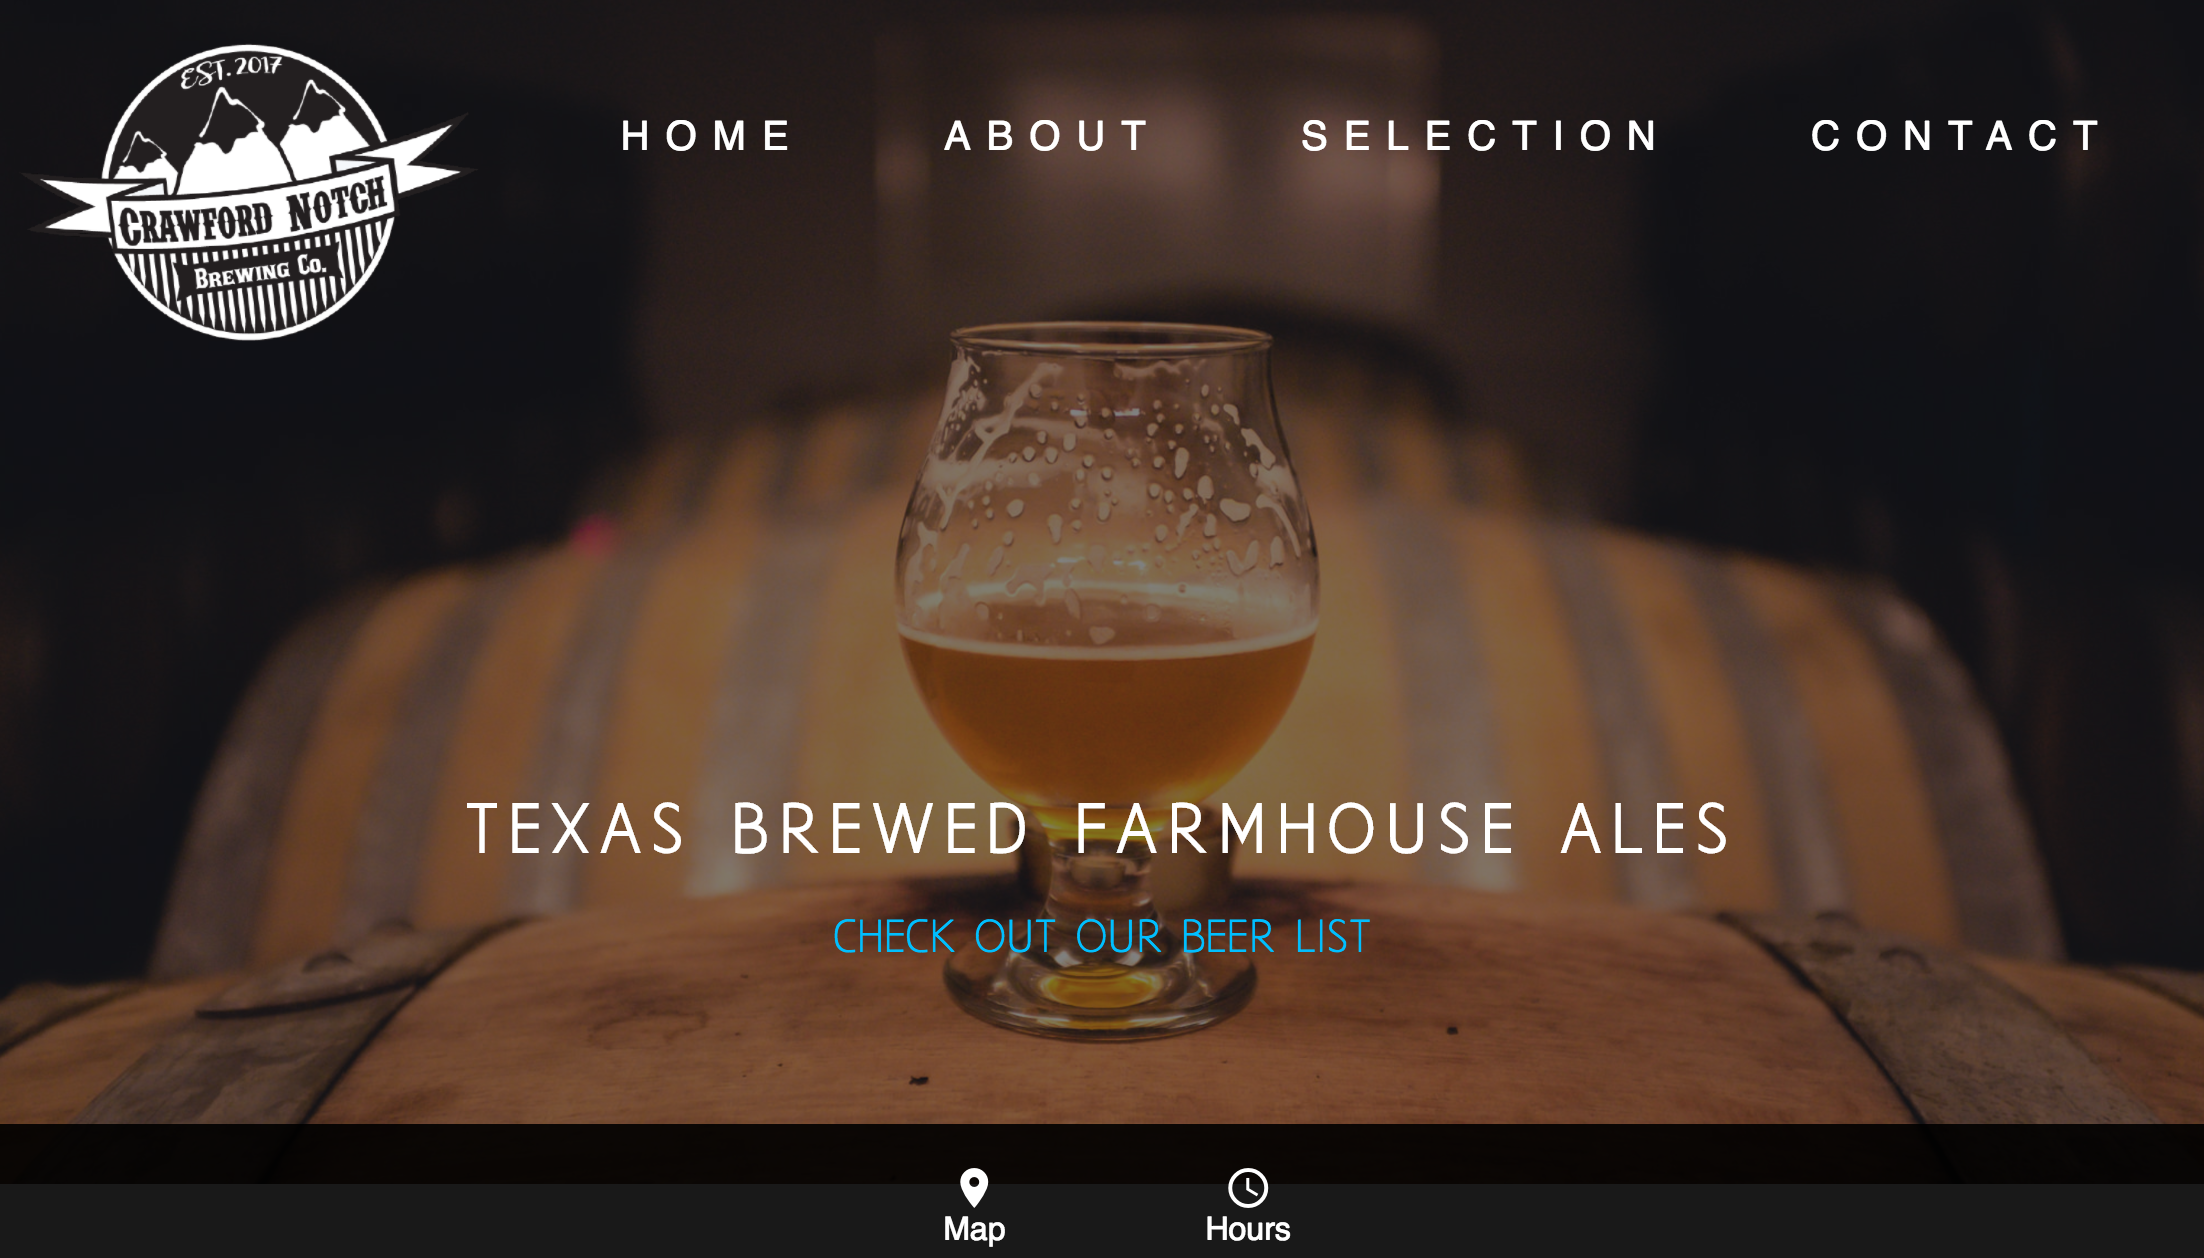 EST. 2017
CRAWFORD NOTCH
BREWING CO.
HOME ABOUT SELECTION CONTACT
TEXAS BREWED FARMHOUSE ALES
CHECK OUT OUR BEER LIST
Map Hours